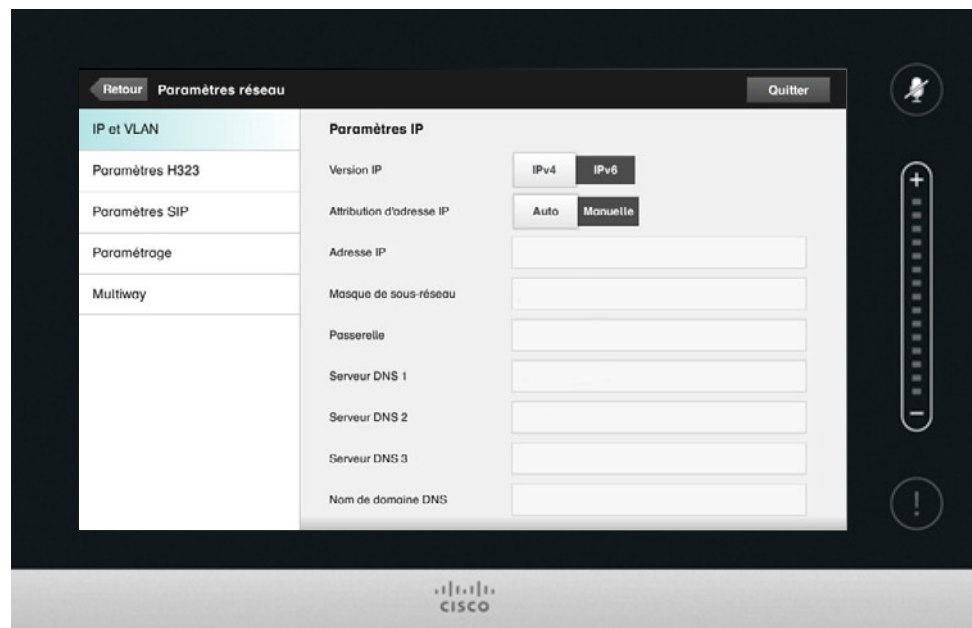 Retour Paramètres réseau Quitter
IP et VLAN
Paramètres H323
Paramètres SIP
Paramétrage
Multiway
Paramètres IP
Version IP IPv4 IPv6
Attribution d'adresse IP Auto Manuelle
Adresse IP
Masque de sous-réseau
Passerelle
Serveur DNS 1
Serveur DNS 2
Serveur DNS 3
Nom de domaine DNS
+
−
!
CISCO